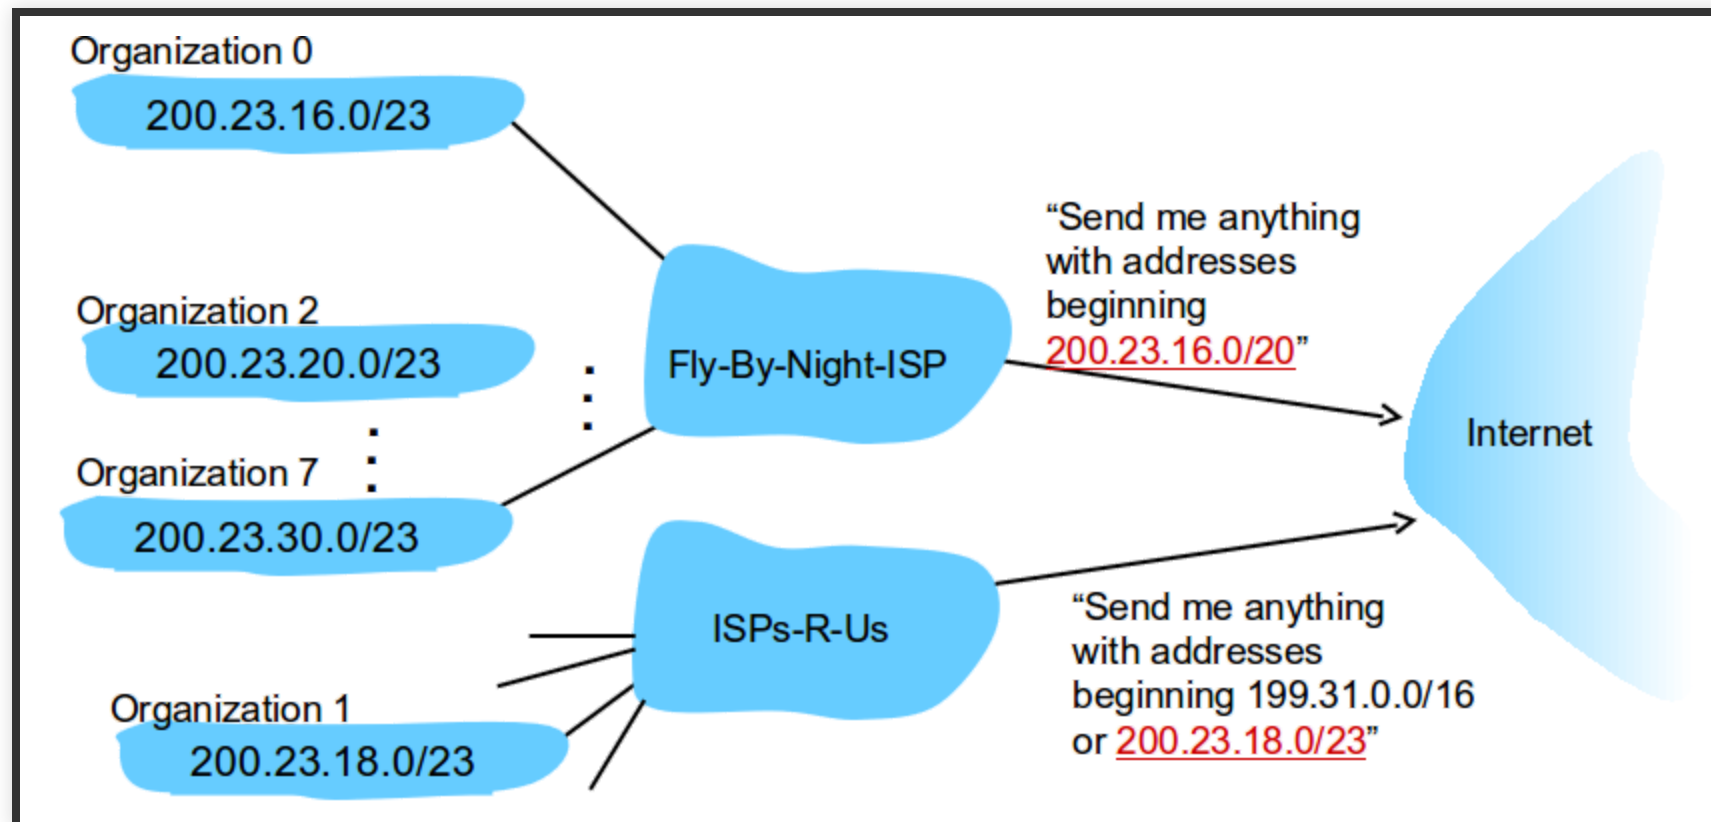 Organization 0
200.23.16.0/23
Organization 2
200.23.20.0/23
Organization 7
200.23.30.0/23
Fly-By-Night-ISP
“Send me anything
with addresses
beginning
200.23.16.0/20”
Internet
ISPs-R-Us
“Send me anything
with addresses
beginning 199.31.0.0/16
or 200.23.18.0/23”
Organization 1
200.23.18.0/23